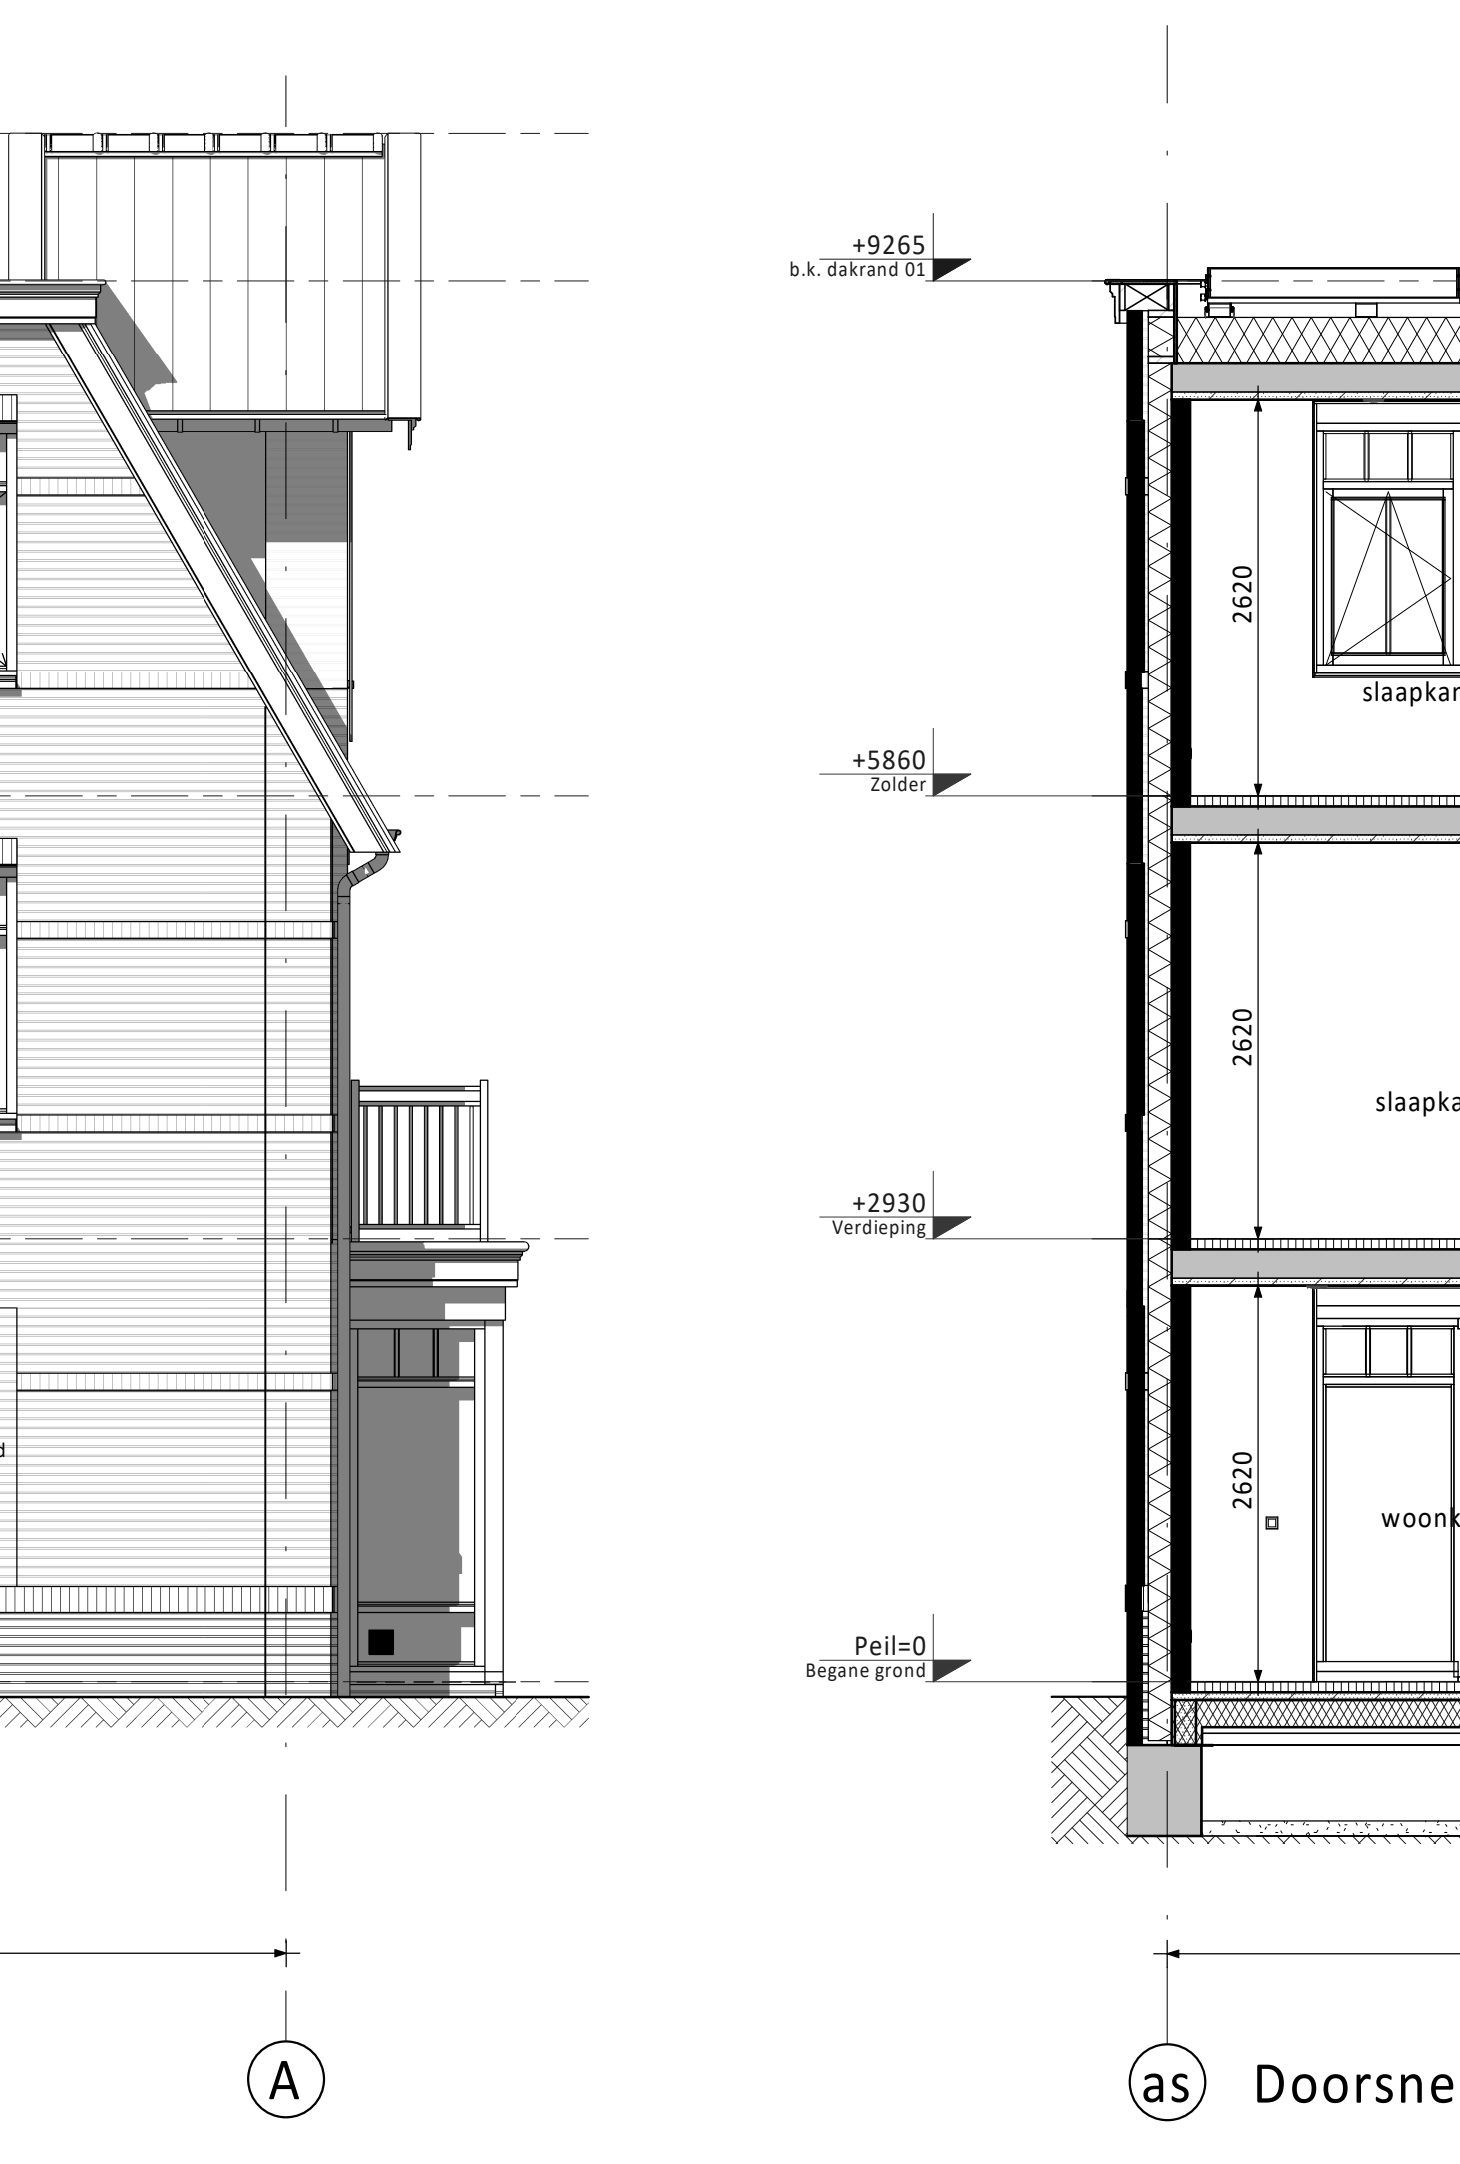 +9265
b.k. dakrand 01
2620
slaapkar
+5860
Zolder
2620
slaapka
+2930
Verdieping
2620
woonk
Peil=0
Begane grond
A
as
Doorsne